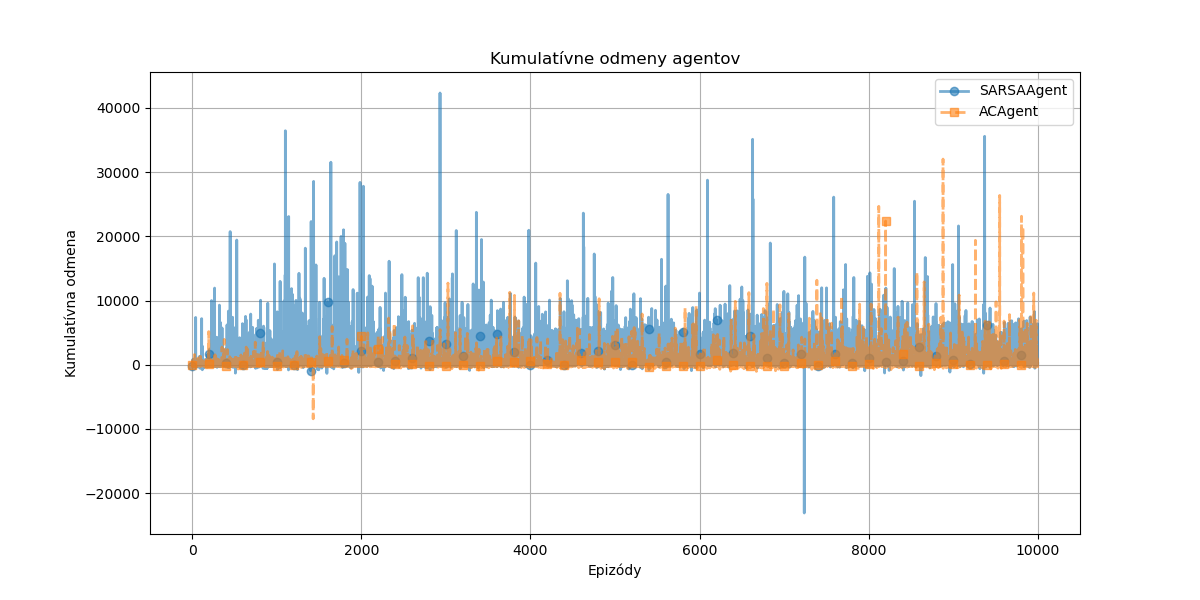 Kumulatívne odmeny agentov
SARSAAgent
ACAgent
Kumulatívna odmena
40000
30000
20000
10000
0
−10000
−20000
0 2000 4000 6000 8000 10000
Epizódy